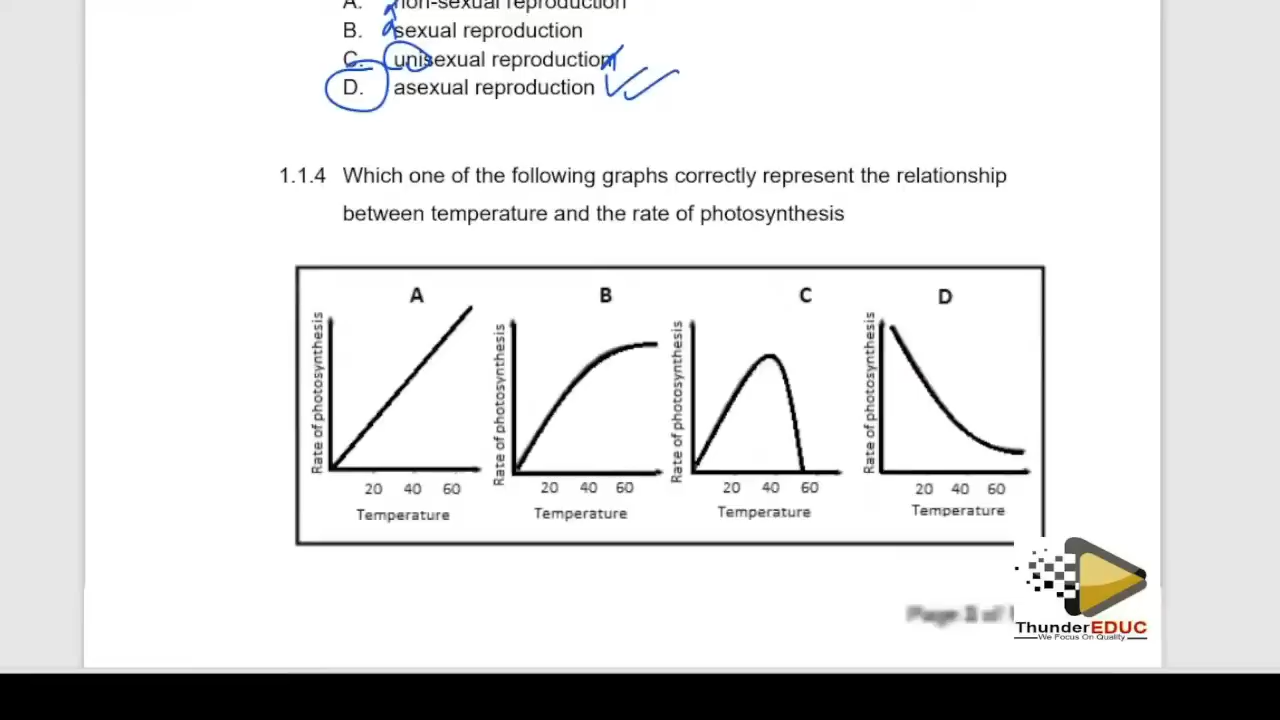 A. non-sexual reproduction
B. sexual reproduction
C. unisexual reproduction
D. asexual reproduction
1.1.4 Which one of the following graphs correctly represent the relationship
between temperature and the rate of photosynthesis
A B C D
Rate of photosynthesis
20 40 60
Temperature
Rate of photosynthesis
20 40 60
Temperature
Rate of photosynthesis
20 40 60
Temperature
Rate of photosynthesis
20 40 60
Temperature
Page
ThunderEDUC
We Focus On Quality